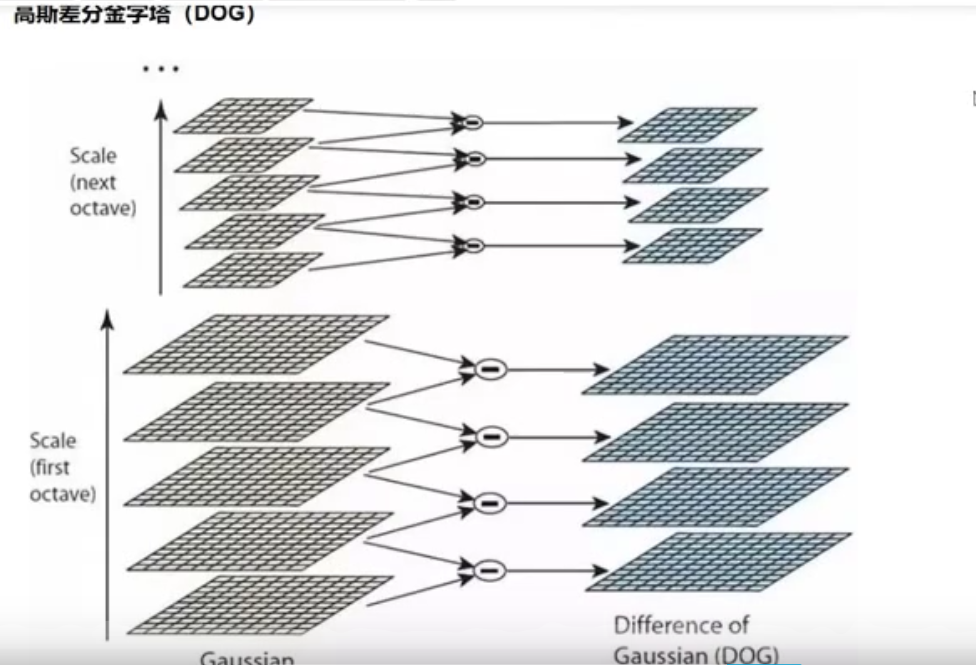 高斯差分金字塔（DOG）
...
Scale
(next
octave)
Scale
(first
octave)
Gaussian
Difference of
Gaussian (DOG)